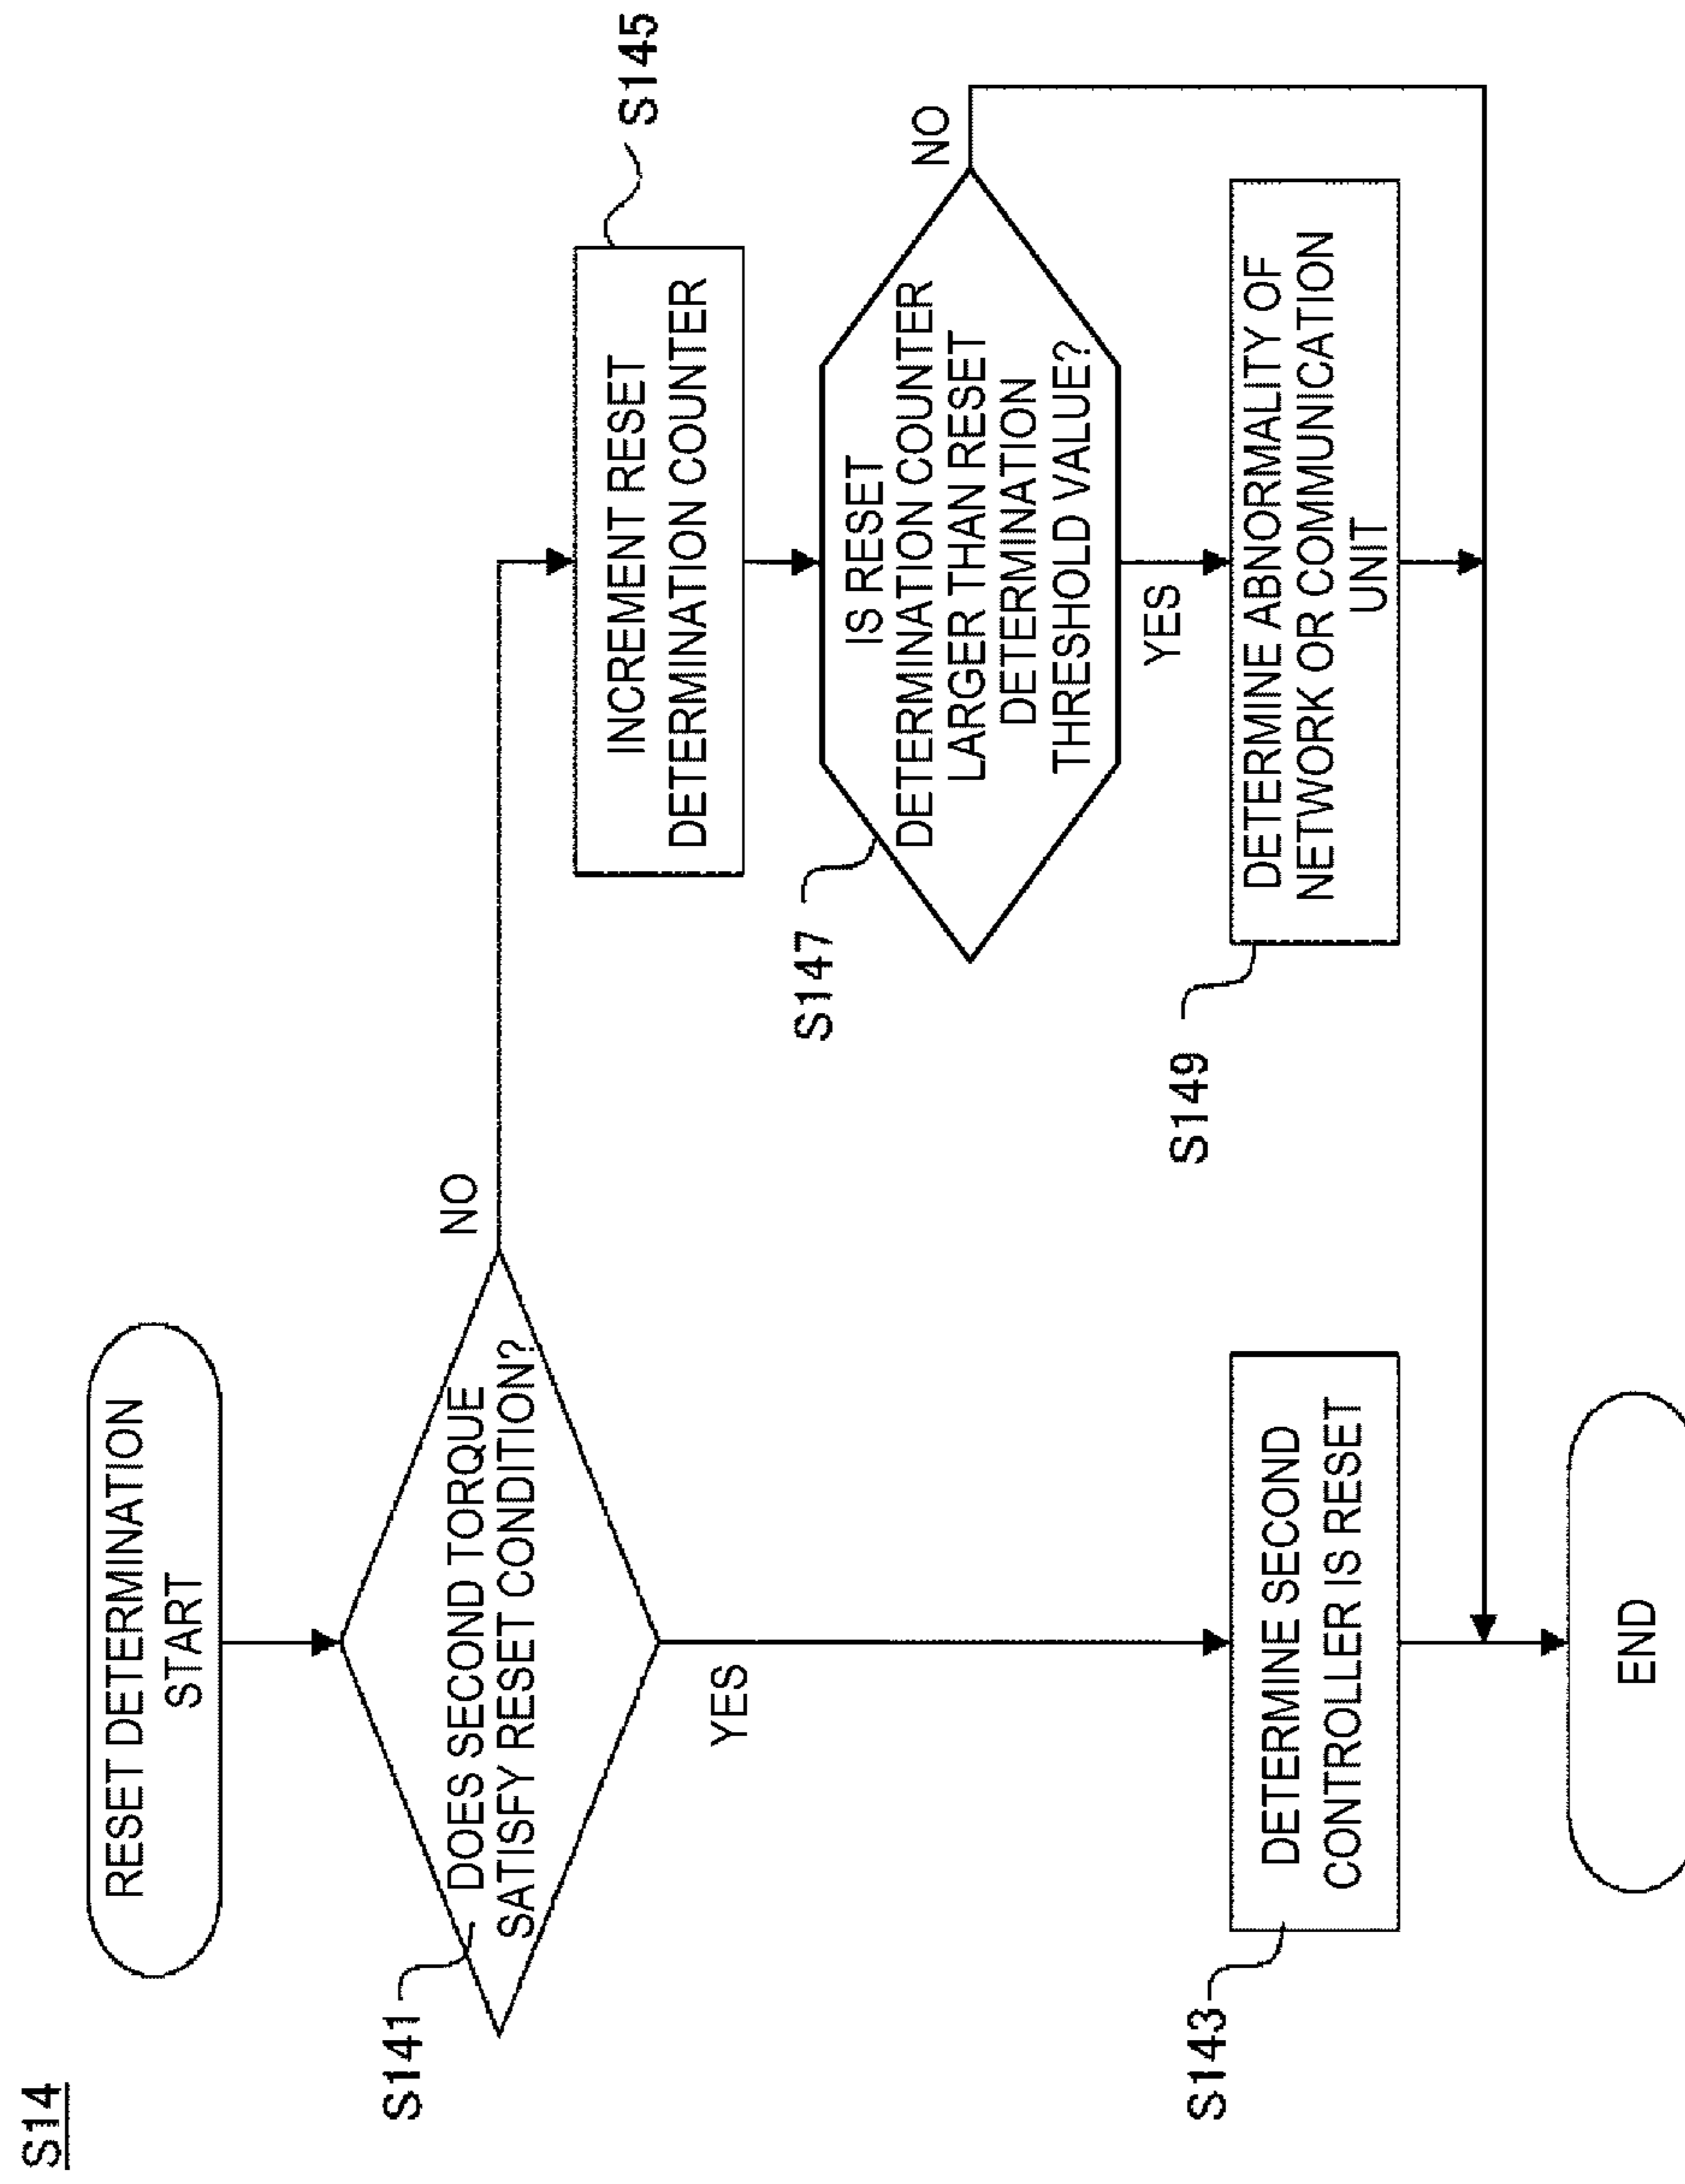 S14
RESET DETERMINATION
START
S141
DOES SECOND TORQUE
SATISFY RESET CONDITION?
NO
YES
S145
INCREMENT RESET
DETERMINATION COUNTER
S147
IS RESET
DETERMINATION COUNTER
LARGER THAN RESET
DETERMINATION
THRESHOLD VALUE?
NO
YES
S143
DETERMINE SECOND
CONTROLLER IS RESET
S149
DETERMINE ABNORMALITY OF
NETWORK OR COMMUNICATION
UNIT
END